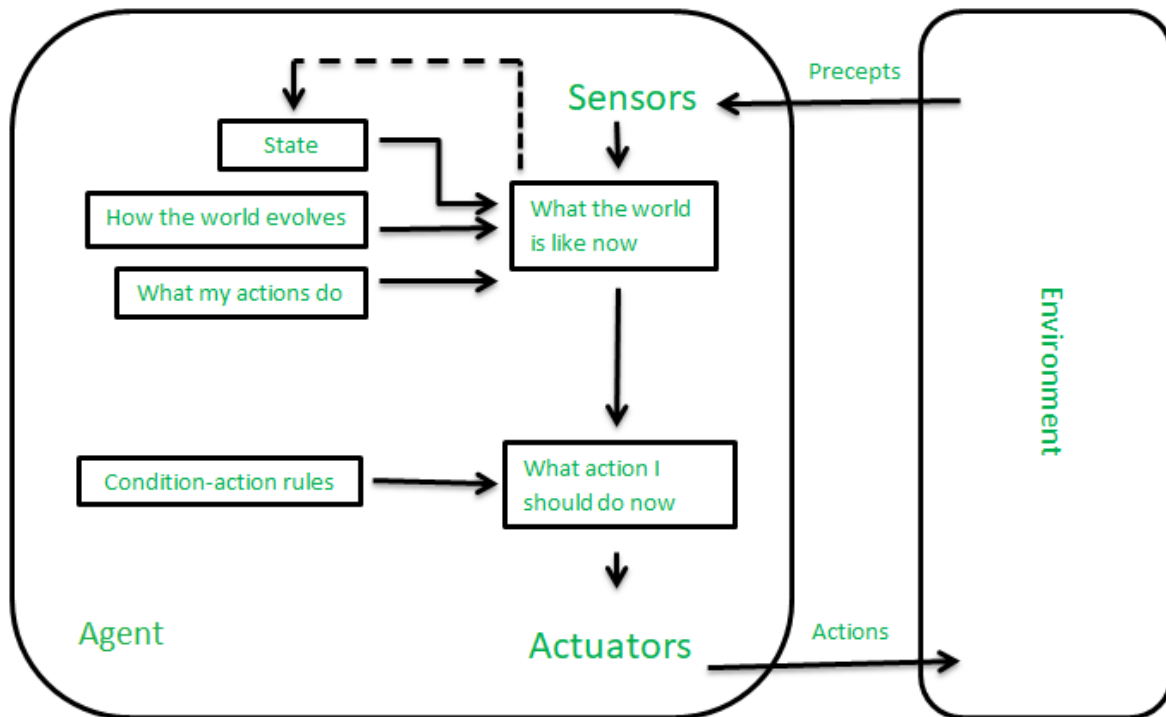 Precepts
Sensors
State
How the world evolves
What the world
is like now
What my actions do
Environment
Condition-action rules
What action I
should do now
Agent
Actuators
Actions